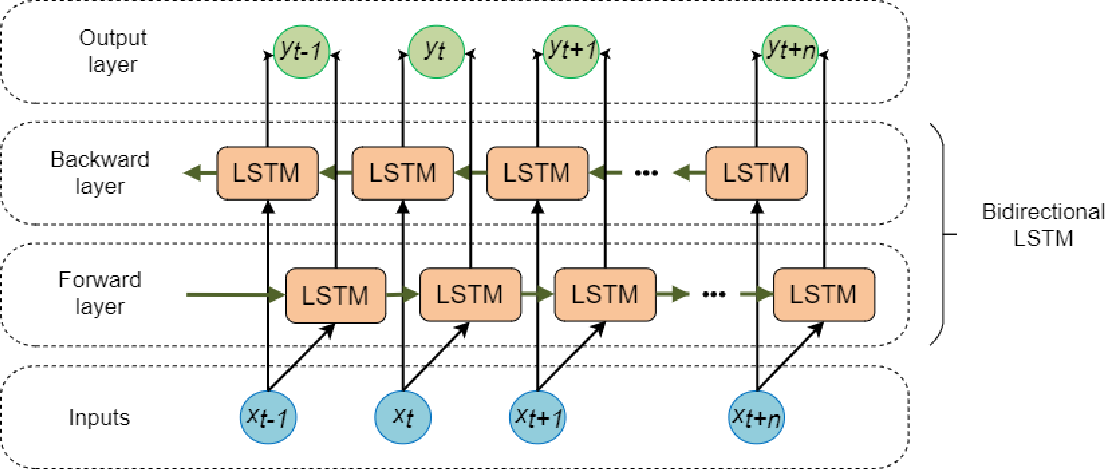 Output
layer
yt-1
yt
yt+1
yt+n
Backward
layer
LSTM
LSTM
LSTM
...
LSTM
Bidirectional
LSTM
Forward
layer
LSTM
LSTM
LSTM
...
LSTM
Inputs
xt-1
xt
xt+1
xt+n